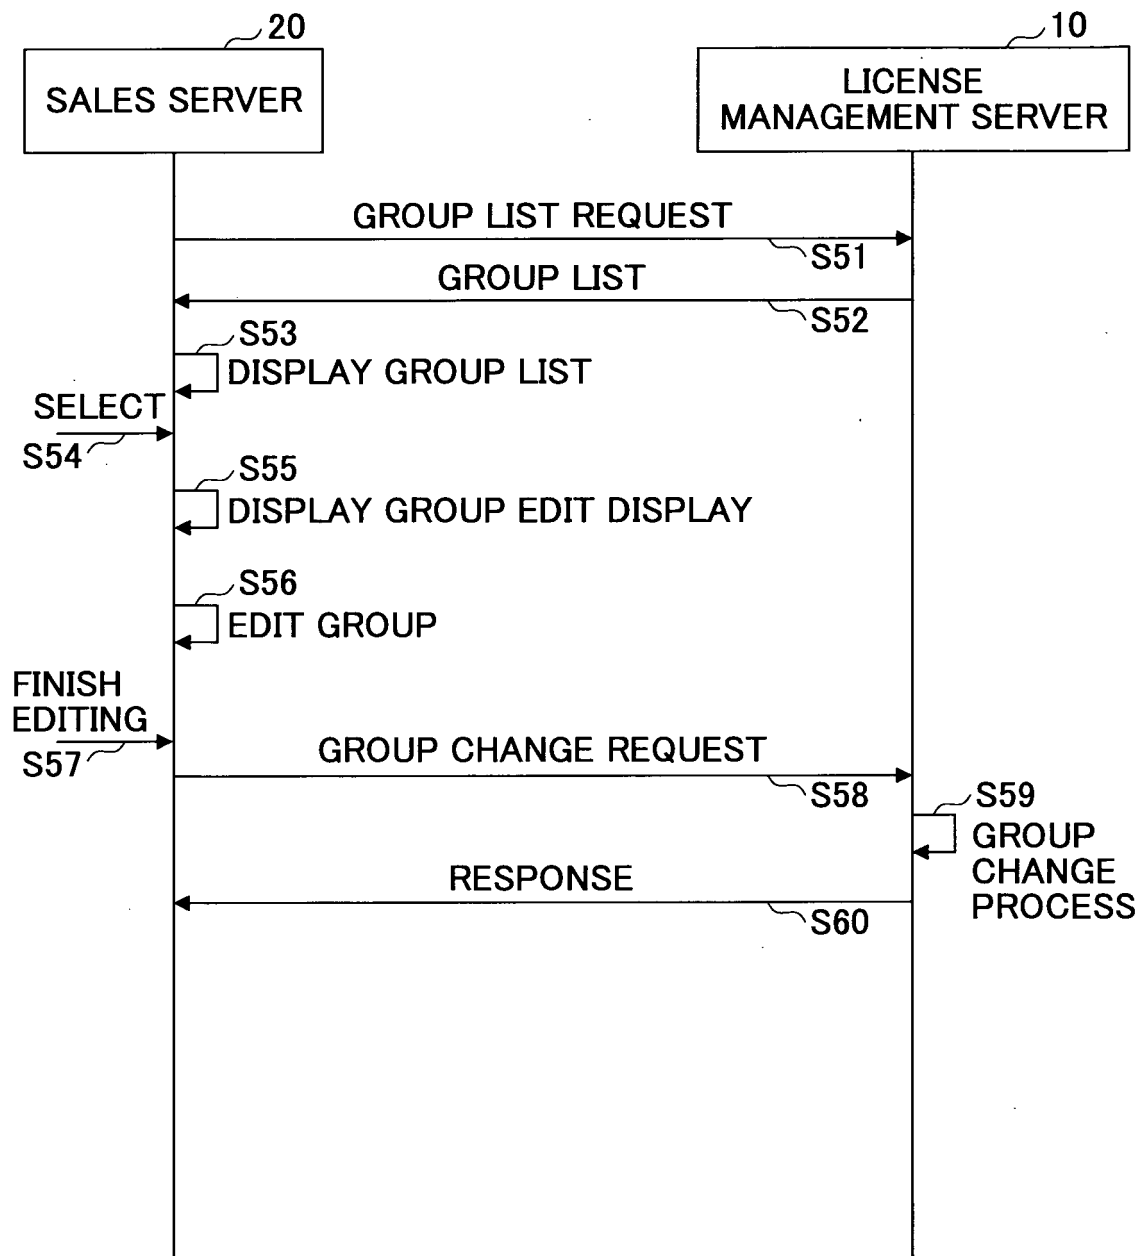 20
10
SALES SERVER
LICENSE
MANAGEMENT SERVER
GROUP LIST REQUEST
S51
GROUP LIST
S52
S53
DISPLAY GROUP LIST
SELECT
S54
S55
DISPLAY GROUP EDIT DISPLAY
S56
EDIT GROUP
FINISH
EDITING
S57
GROUP CHANGE REQUEST
S58
S59
GROUP
CHANGE
PROCESS
RESPONSE
S60